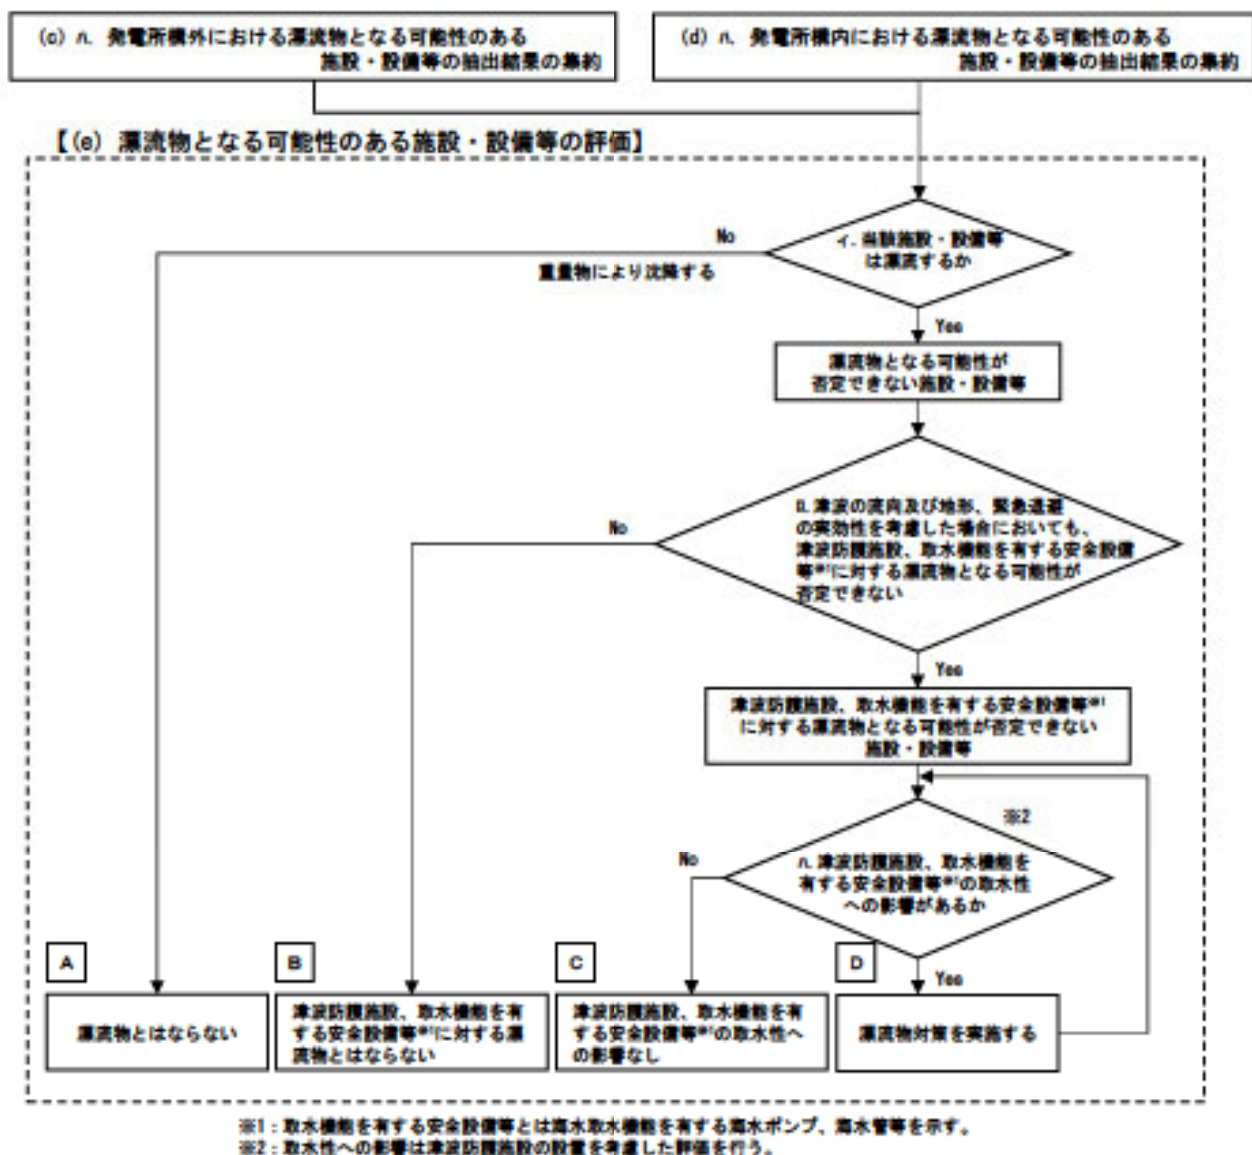 (c) ハ. 発電所構外における漂流物となる可能性のある
施設・設備等の抽出結果の集約
(d) ハ. 発電所構内における漂流物となる可能性のある
施設・設備等の抽出結果の集約
【(e) 漂流物となる可能性のある施設・設備等の評価】
イ. 当該施設・設備等
は漂流するか
No
重量物により沈降する
Yes
漂流物となる可能性が
否定できない施設・設備等
ロ. 津波の流向及び地形、緊急退避
の実効性を考慮した場合においても、
津波防護施設、取水機能を有する安全設備
等※1に対する漂流物となる可能性が
否定できない
No
Yes
津波防護施設、取水機能を有する安全設備等※1
に対する漂流物となる可能性が否定できない
施設・設備等
※2
ハ. 津波防護施設、取水機能を
有する安全設備等※1の取水性
への影響があるか
No
Yes
A
漂流物とはならない
B
津波防護施設、取水機能を有
する安全設備等※1に対する漂
流物とはならない
C
津波防護施設、取水機能を有
する安全設備等※1の取水性へ
の影響なし
D
漂流物対策を実施する
※1：取水機能を有する安全設備等とは海水取水機能を有する海水ポンプ、海水管等を示す。
※2：取水性への影響は津波防護施設の設置を考慮した評価を行う。